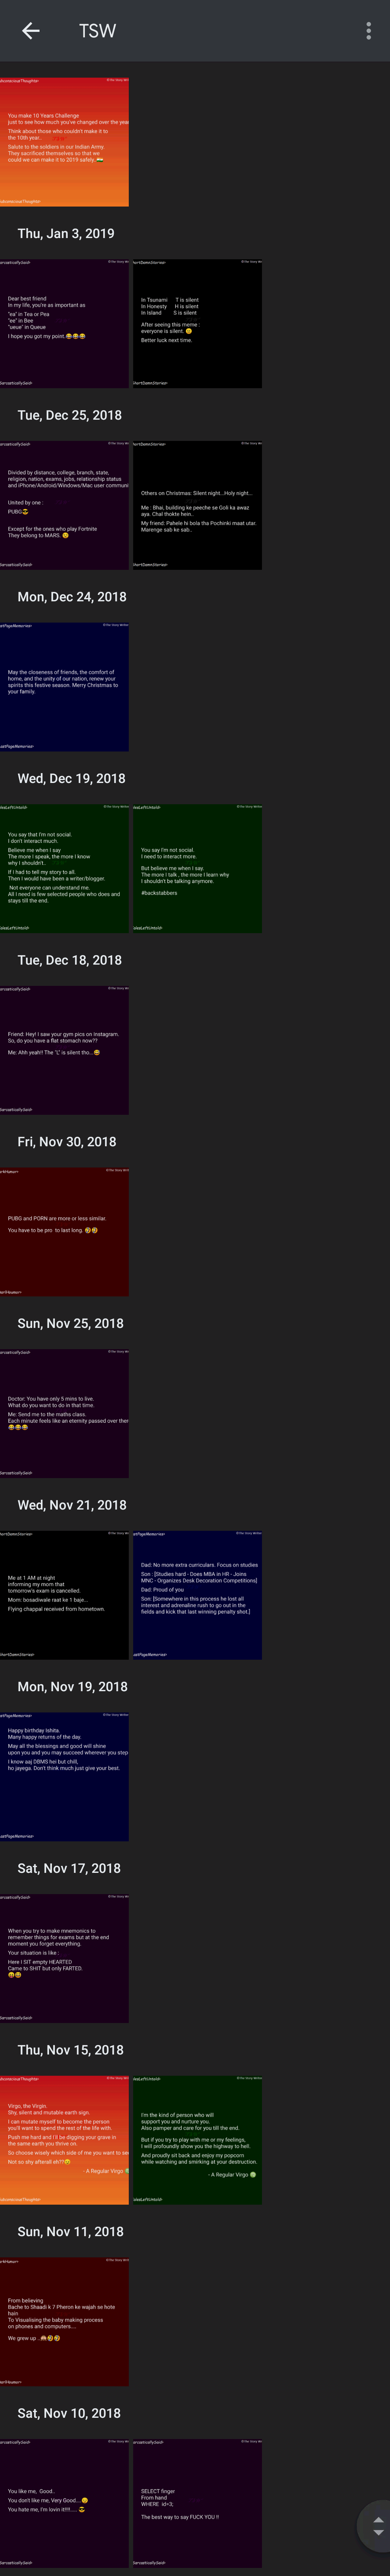 TSW
You make 10 Years Challenge
just to see how much you've changed over the year
Think about those who couldn't make it to
the 10th year..
Salute to the soldiers in our Indian Army
They sacrificed themselves so that we
could we can make it to 2019 safely..🇮🇳
Thu, Jan 3, 2019
Dear best friend
In my life, you're as important as
"ea" in Tea or Pea
"ee" in Bee
"ueue" in Queue
I hope you got my point.😂😂😂
In Tsunami T is silent
In Honesty H is silent
In Island S is silent
After seeing this meme :
everyone is silent. 😉
Betler luck next time.
Tue, Dec 25, 2018
Divided by distance, college, branch, state,
religion, nation, exams, jobs, relationship status
and iPhone/Android/Windows/Mac user communi
United by one :
PUBG😎
Except for the ones who play Fortnite
They belong to MARS. 😉
Others on Christmas: Silent night...Holy night...
Me : Bhai, building ke peeche se Goli ka awaz
aya. Chal thokte hein..
My friend: Pahele hi bola tha Pochinki maat utar.
Marenge sab ke sab..
Mon, Dec 24, 2018
May the closeness of friends, the comfort of
home, and the unity of our nation, renew your
spirits this festive season. Merry Christmas to
your family.
Wed, Dec 19, 2018
You say that I'm not social.
I don't interact much.
Believe me when I say
The more I speak, the more I know
why I shouldn't..
If I had to tell my story to all.
Then I would have been a writer/blogger.
Not everyone can understand me.
All I need is few selected people who does and
stays till the end.
You say I'm not social.
I need to interact more.
But believe me when I say.
The more I talk , the more I learn why
I shouldn't be talking anymore.
#backstabbers
Tue, Dec 18, 2018
Friend: Hey! I saw your gym pics on Instagram.
So, do you have a flat stomach now??
Me: Ahh yeah!! The "L" is silent tho...😅
Fri, Nov 30, 2018
PUBG and PORN are more or less similar.
You have to be pro to last long. 🤣🤣
Sun, Nov 25, 2018
Doctor: You have only 5 mins to live.
What do you want to do in that time.
Me: Send me to the maths class.
Each minute feels like an eternity passed over ther
😂😂😂
Wed, Nov 21, 2018
Me at 1 AM at night
informing my mom that
tomorrow's exam is cancelled.
Mom: bosadiwale raat ke 1 baje...
Flying chappal received from hometown.
Dad: No more extra curriculars. Focus on studies
Son : [Studies hard - Does MBA in HR - Joins
MNC - Organizes Desk Decoration Competitions]
Dad: Proud of you
Son: [Somewhere in this process he lost all
interest and adrenaline rush to go out in the
fields and kick that last winning penalty shot.]
Mon, Nov 19, 2018
Happy birthday Ishita.
Many happy returns of the day.
May all the blessings and good will shine
upon you and you may succeed wherever you step
I know aaj DBMS hei but chill,
ho jayega. Don't think much just give your best.
Sat, Nov 17, 2018
When you try to make mnemonics to
remember things for exams but at the end
moment you forget everything.
Your situation is like :
Here I SIT empty HEARTED
Came to SHIT but only FARTED.
😆😆
Thu, Nov 15, 2018
Virgo, the Virgin.
Shy, silent and mutable earth sign.
I can mutate myself to become the person
you'll want to spend the rest of the life with.
Push me hard and I'll be digging your grave in
the same earth you thrive on.
So choose wisely which side of me you want to see
Not so shy afterall eh??😉
- A Regular Virgo
I'm the kind of person who will
support you and nurture you.
Also pamper and care for you till the end.
But if you try to play with me or my feelings,
I will profoundly show you the highway to hell.
And proudly sit back and enjoy my popcorn
while watching and smirking at your destruction.
- A Regular Virgo ♍
Sun, Nov 11, 2018
From believing
Bache to Shaadi k 7 Pheron ke wajah se hote
hain
To Visualising the baby making process
on phones and computers....
We grew up ..🙈🤣🤣
Sat, Nov 10, 2018
You like me, Good..
You don't like me, Very Good....😉
You hate me, I'm lovin it!!!!..... 😎
SELECT finger
From hand
WHERE id=3;
The best way to say FUCK YOU !!